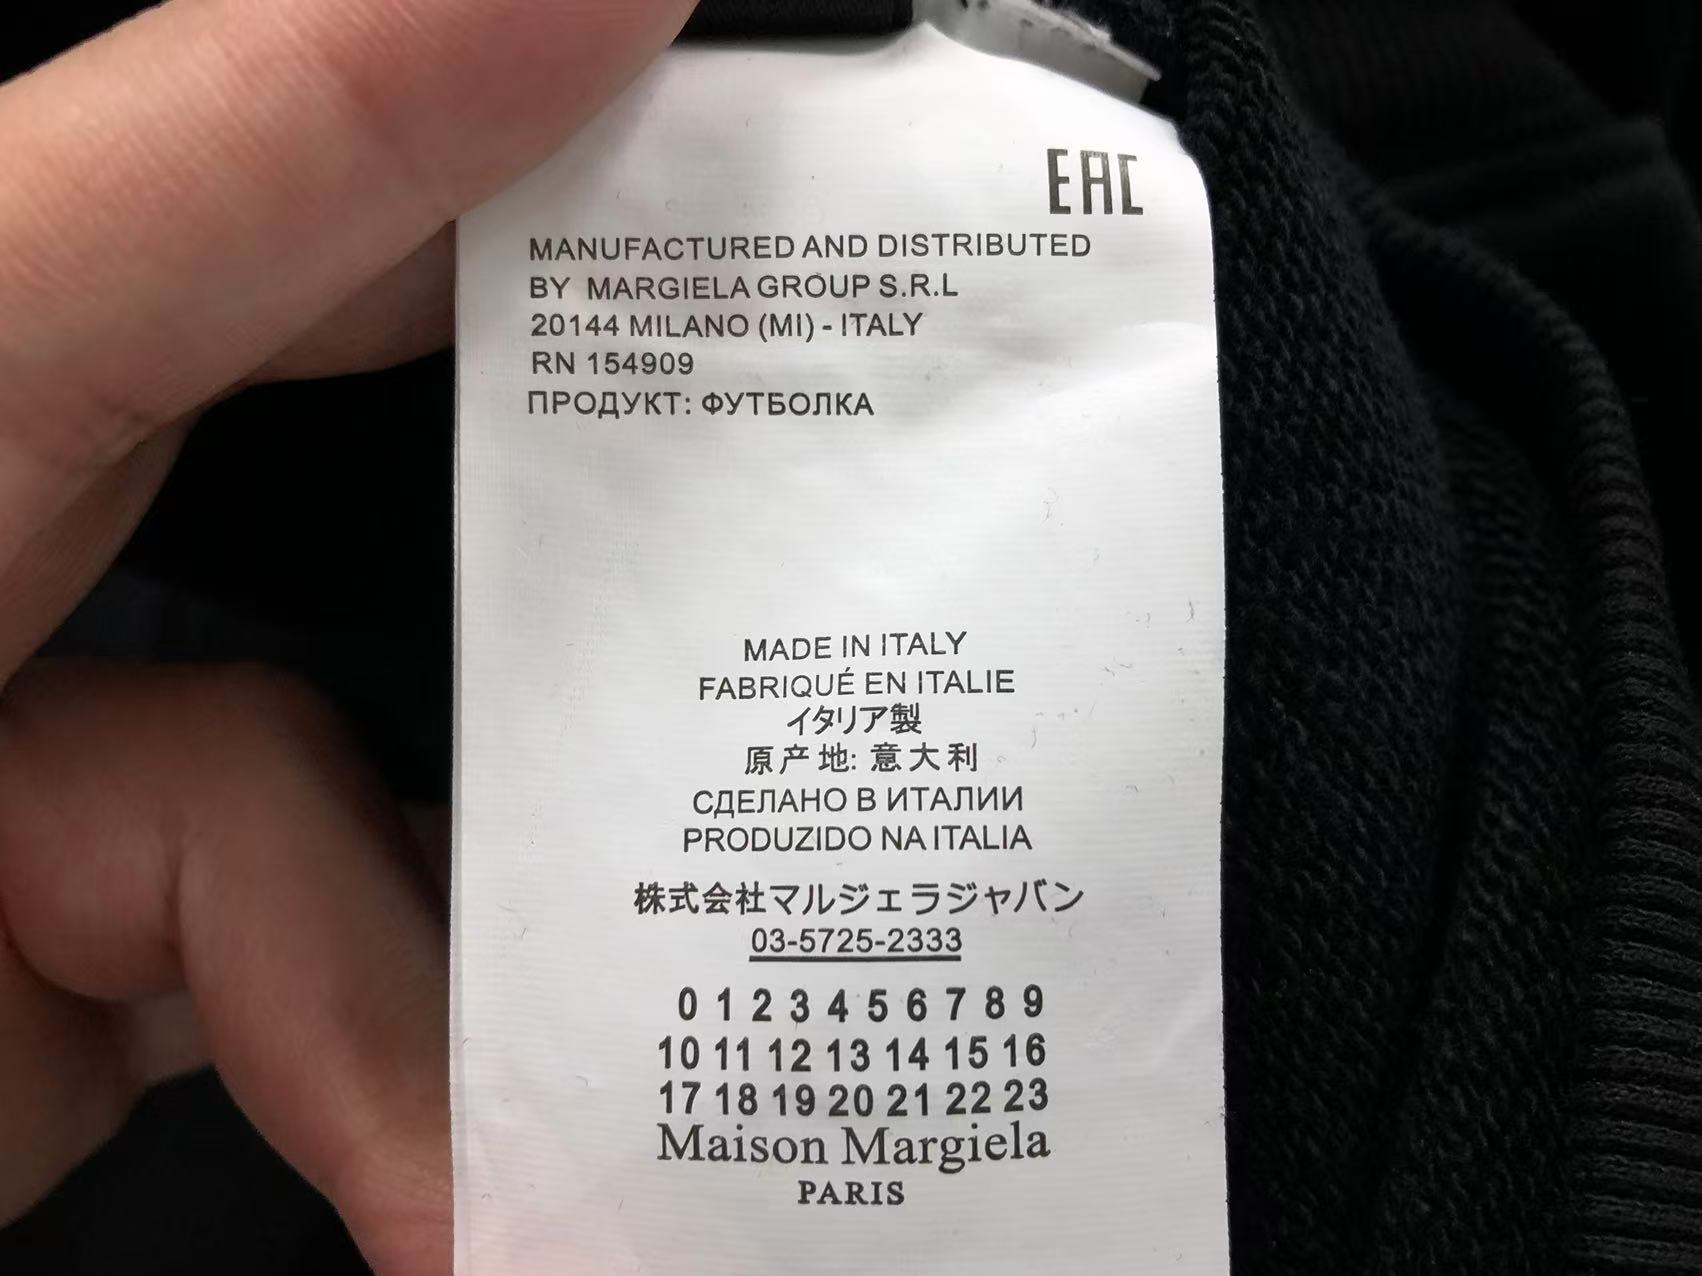 EAC
MANUFACTURED AND DISTRIBUTED
BY MARGIELA GROUP S.R.L
20144 MILANO (MI) - ITALY
RN 154909
ПРОДУКТ: ФУТБОЛКА
MADE IN ITALY
FABRIQUÉ EN ITALIE
イタリア製
原产地: 意大利
СДЕЛАНО В ИТАЛИИ
PRODUZIDO NA ITALIA
株式会社マルジェラジャバン
03-5725-2333
0 1 2 3 4 5 6 7 8 9
10 11 12 13 14 15 16
17 18 19 20 21 22 23
Maison Margiela
PARIS